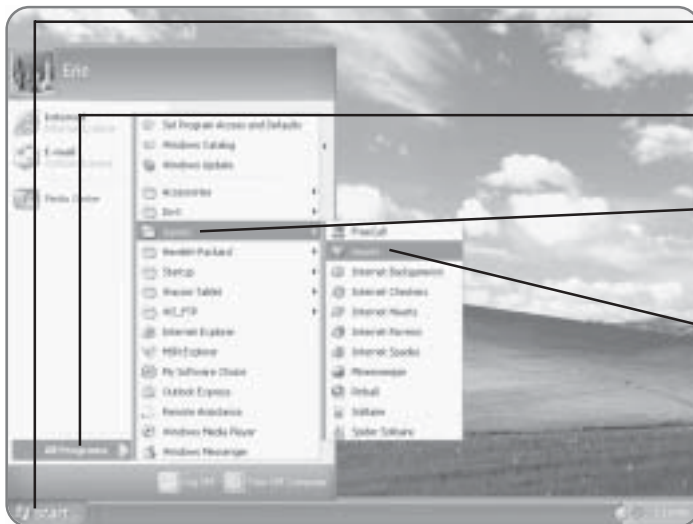 Eric
Internet
E-mail
Media Center
All Programs
Set Program Access and Defaults
Windows Catalog
Windows Update
Accessories
Games
Hewlett-Packard
Startup
Wacom Tablet
WS_FTP
Internet Explorer
MSN Explorer
My Software Choice
Outlook Express
Remote Assistance
Windows Media Player
Windows Messenger
FreeCell
Hearts
Internet Backgammon
Internet Checkers
Internet Hearts
Internet Reversi
Internet Spades
Minesweeper
Pinball
Solitaire
Spider Solitaire
Log Off
Turn Off Computer
start